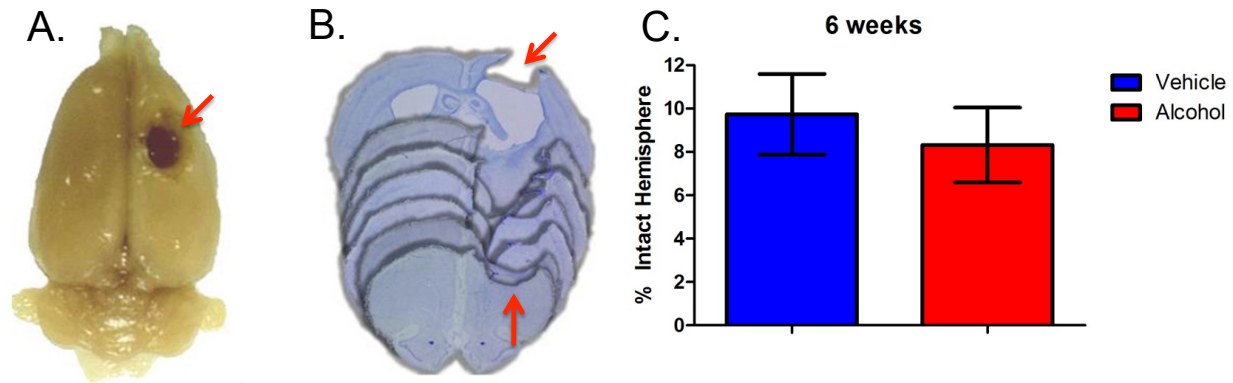 A.
B.
C.
6 weeks
% Intact Hemisphere
12
10
8
6
4
2
0
Vehicle
Alcohol